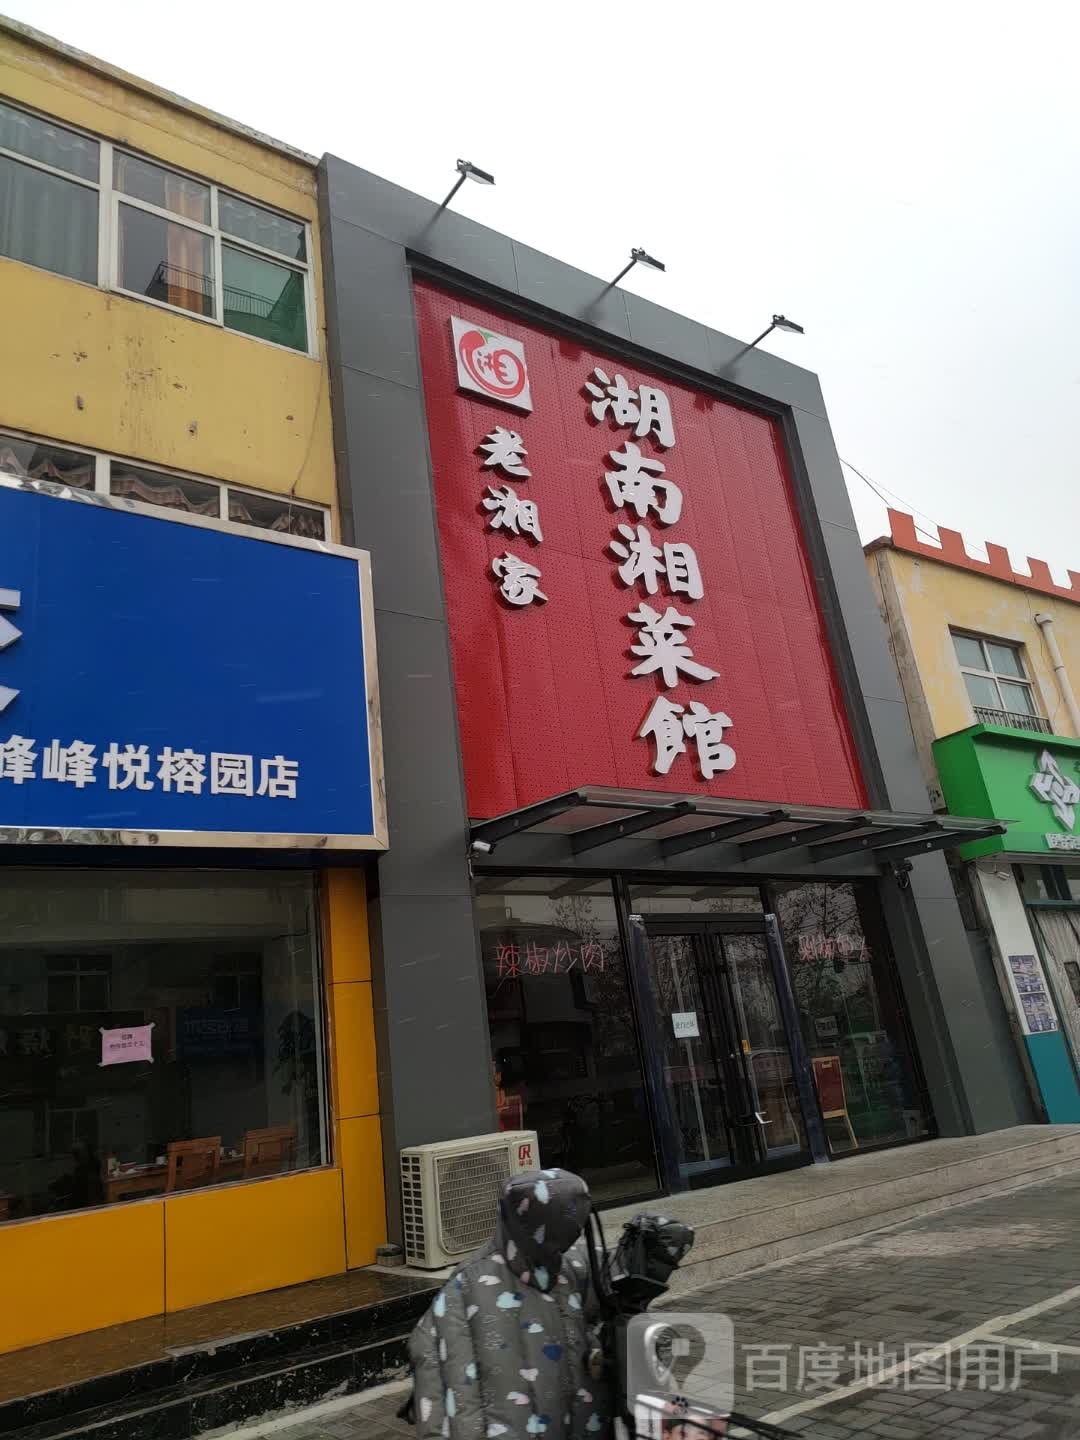 湘
老湘家
湖南湘菜館
峰峰悦榕园店
辣椒炒肉
百度地图用户